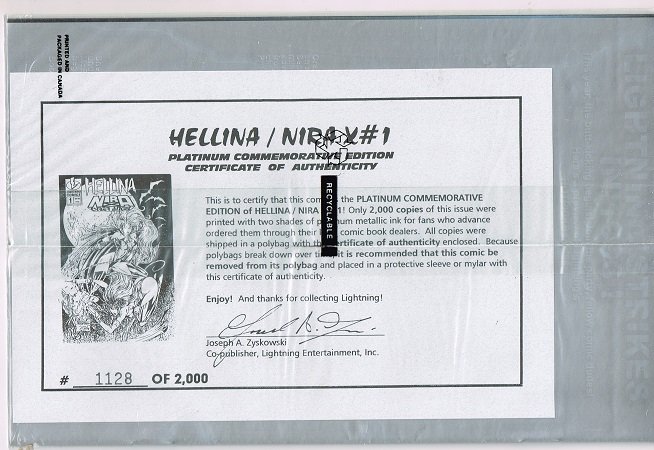 PRINTED AND
PACKAGED IN CANADA
HELLINA / NIRA X #1
PLATINUM COMMEMORATIVE EDITION
CERTIFICATE OF AUTHENTICITY
HELLINA
NIRA
This is to certify that this the PLATINUM COMMEMORATIVE
EDITION of HELLINA / NIRA 1! Only 2,000 copies of this issue were
printed with two shades of metallic ink for fans who advance
ordered them through their comic book dealers. All copies were
shipped in a polybag with the certificate of authenticity enclosed. Because
polybags break down over it is recommended that this comic be
removed from its polybag and placed in a protective sleeve or mylar with
this certificate of authenticity.
RECYCLABLE
Enjoy! And thanks for collecting Lightning!
Joseph A. Zyskowski
Co-publisher, Lightning Entertainment, Inc.
# 1128 OF 2,000